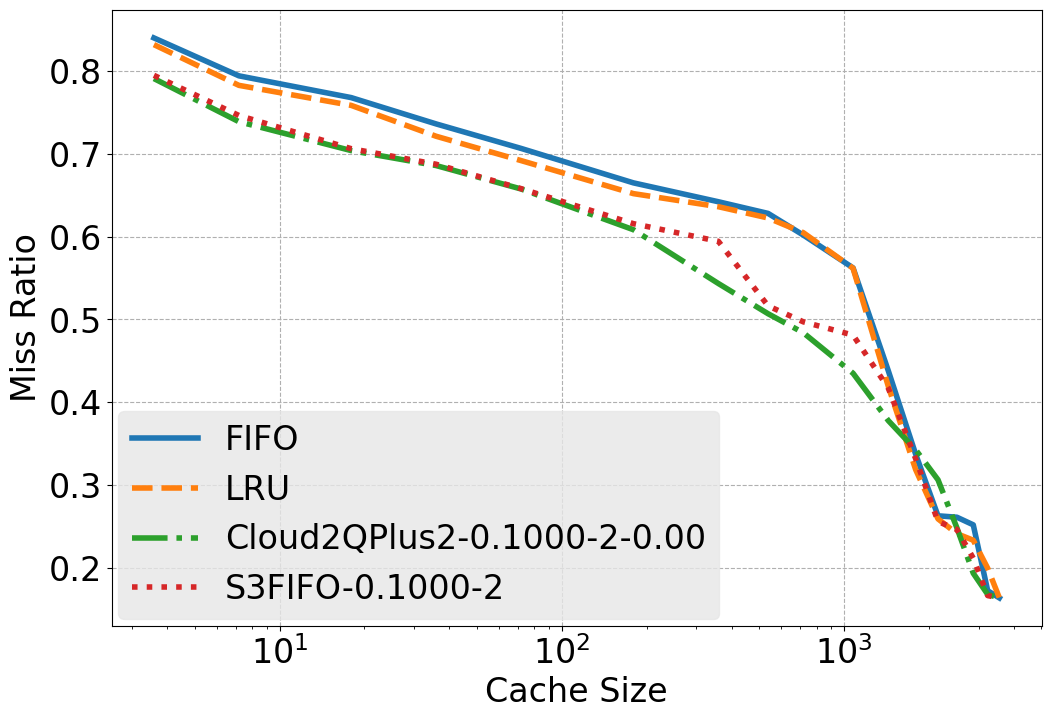 Miss Ratio
0.8
0.7
0.6
0.5
0.4
0.3
0.2
FIFO
LRU
Cloud2QPlus2-0.1000-2-0.00
S3FIFO-0.1000-2
10¹ 10² 10³
Cache Size